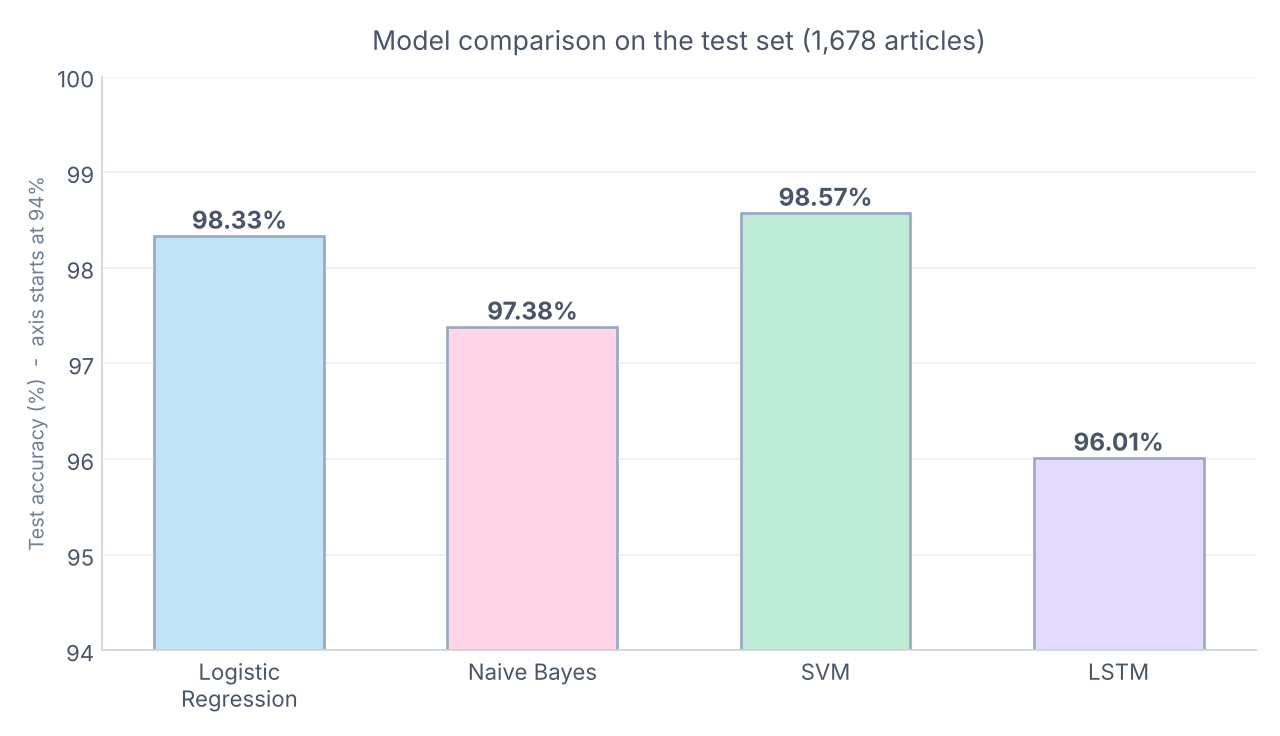 Model comparison on the test set (1,678 articles)
Test accuracy (%) - axis starts at 94%
100
99
98
97
96
95
94
98.33%
97.38%
98.57%
96.01%
Logistic
Regression
Naive Bayes
SVM
LSTM